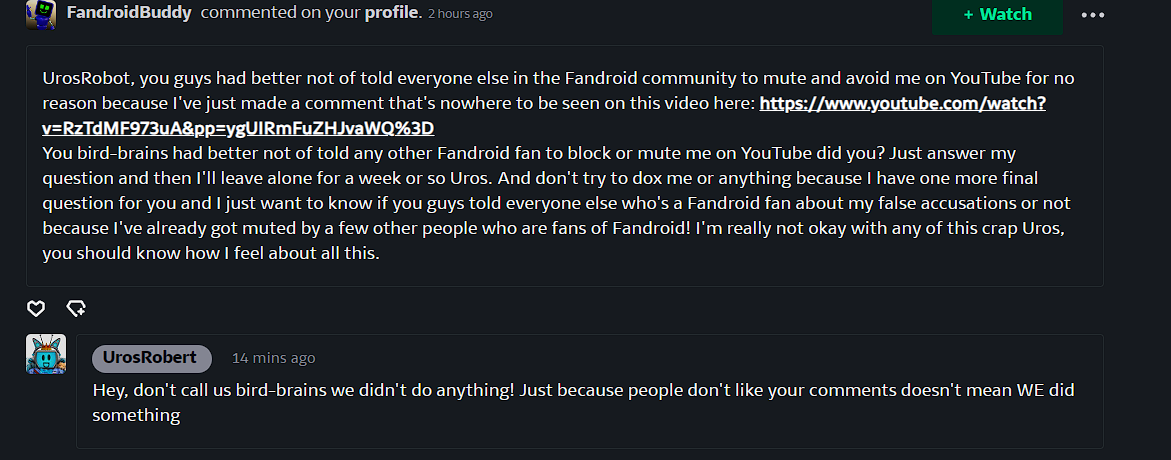 FandroidBuddy commented on your profile. 2 hours ago
+ Watch
UrosRobot, you guys had better not of told everyone else in the Fandroid community to mute and avoid me on YouTube for no
reason because I've just made a comment that's nowhere to be seen on this video here: https://www.youtube.com/watch?
v=RzTdMF973uA&pp=ygUIRmFuZHJvaWQ%3D
You bird-brains had better not of told any other Fandroid fan to block or mute me on YouTube did you? Just answer my
question and then I'll leave alone for a week or so Uros. And don't try to dox me or anything because I have one more final
question for you and I just want to know if you guys told everyone else who's a Fandroid fan about my false accusations or not
because I've already got muted by a few other people who are fans of Fandroid! I'm really not okay with any of this crap Uros,
you should know how I feel about all this.
UrosRobert 14 mins ago
Hey, don't call us bird-brains we didn't do anything! Just because people don't like your comments doesn't mean WE did
something